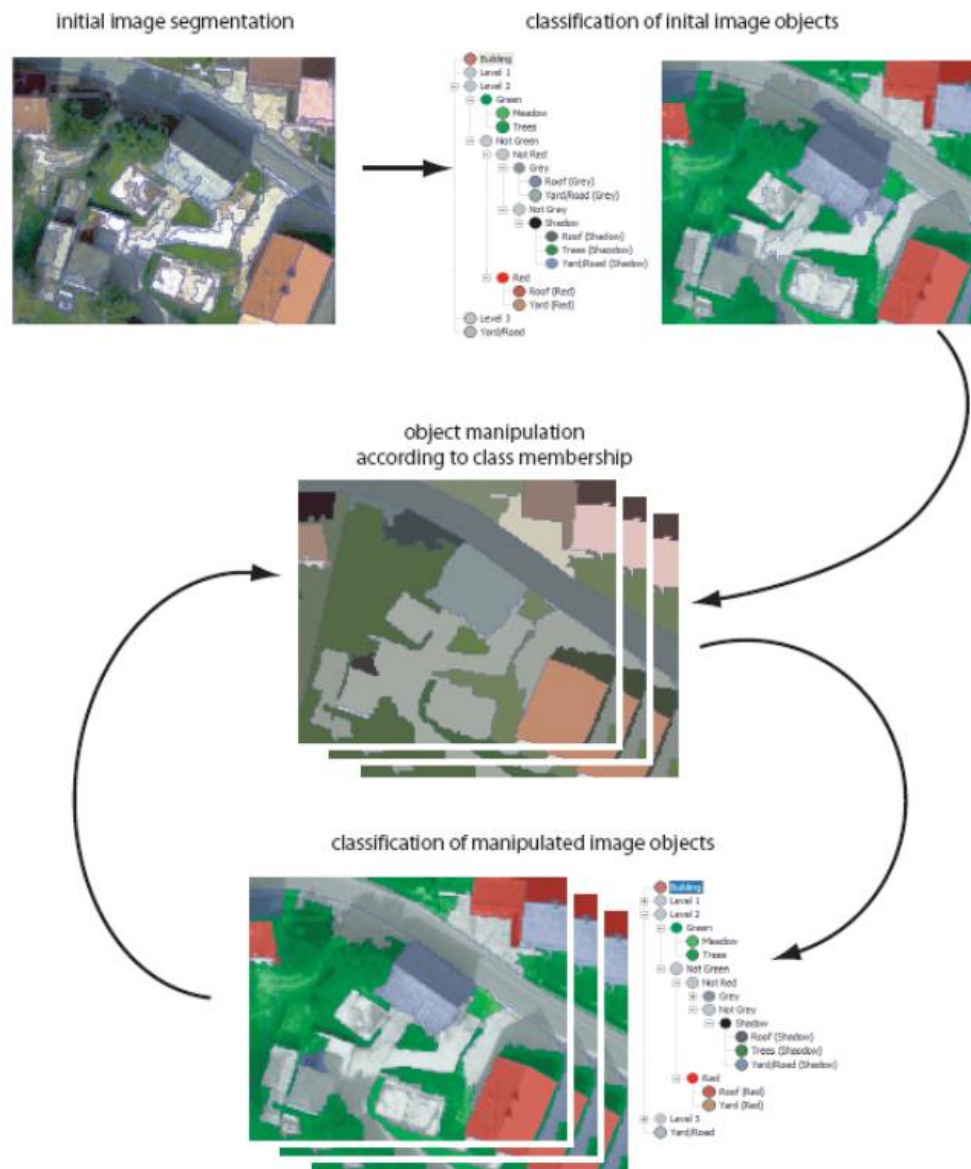 initial image segmentation
classification of inital image objects
Building
Level 1
Level 2
Green
Meadow
Trees
Not Green
Not Red
Grey
Roof (Grey)
Yard/Road (Grey)
Not Grey
Shadow
Roof (Shadow)
Trees (Shaodow)
Yard/Road (Shadow)
Red
Roof (Red)
Yard (Red)
Level 3
Yard/Road
object manipulation
according to class membership
classification of manipulated image objects
Building
Level 1
Level 2
Green
Meadow
Trees
Not Green
Not Red
Grey
Not Grey
Shadow
Roof (Shadow)
Trees (Shaodow)
Yard/Road (Shadow)
Red
Roof (Red)
Yard (Red)
Level 3
Yard/Road